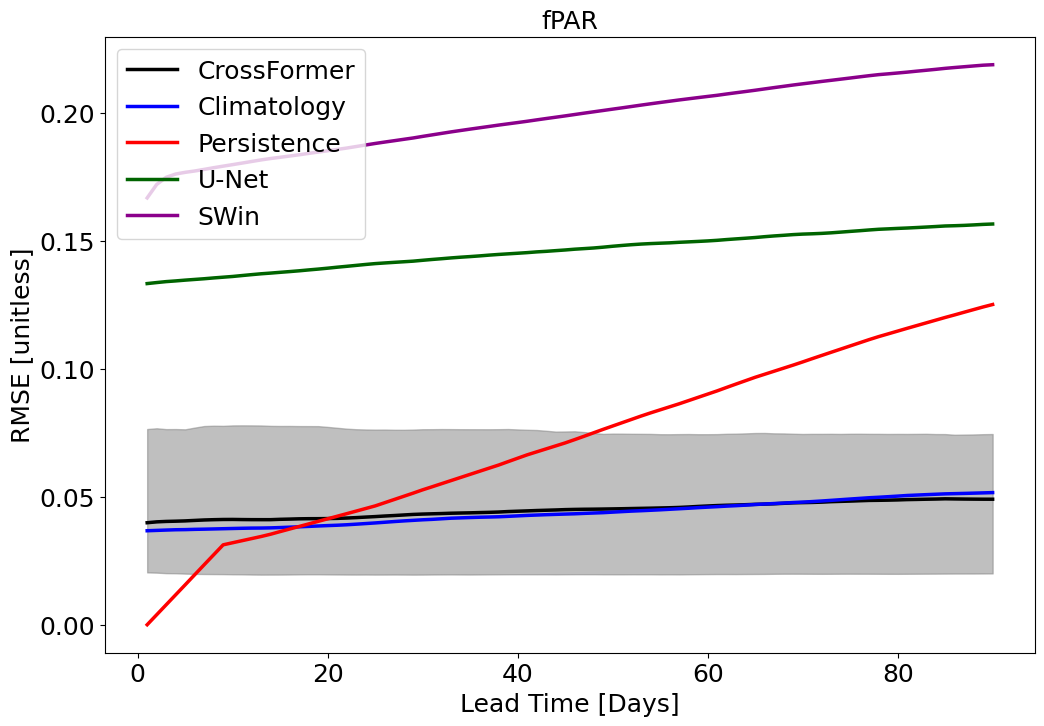 fPAR
CrossFormer
Climatology
Persistence
U-Net
SWin
RMSE [unitless]
0.20
0.15
0.10
0.05
0.00
0 20 40 60 80
Lead Time [Days]